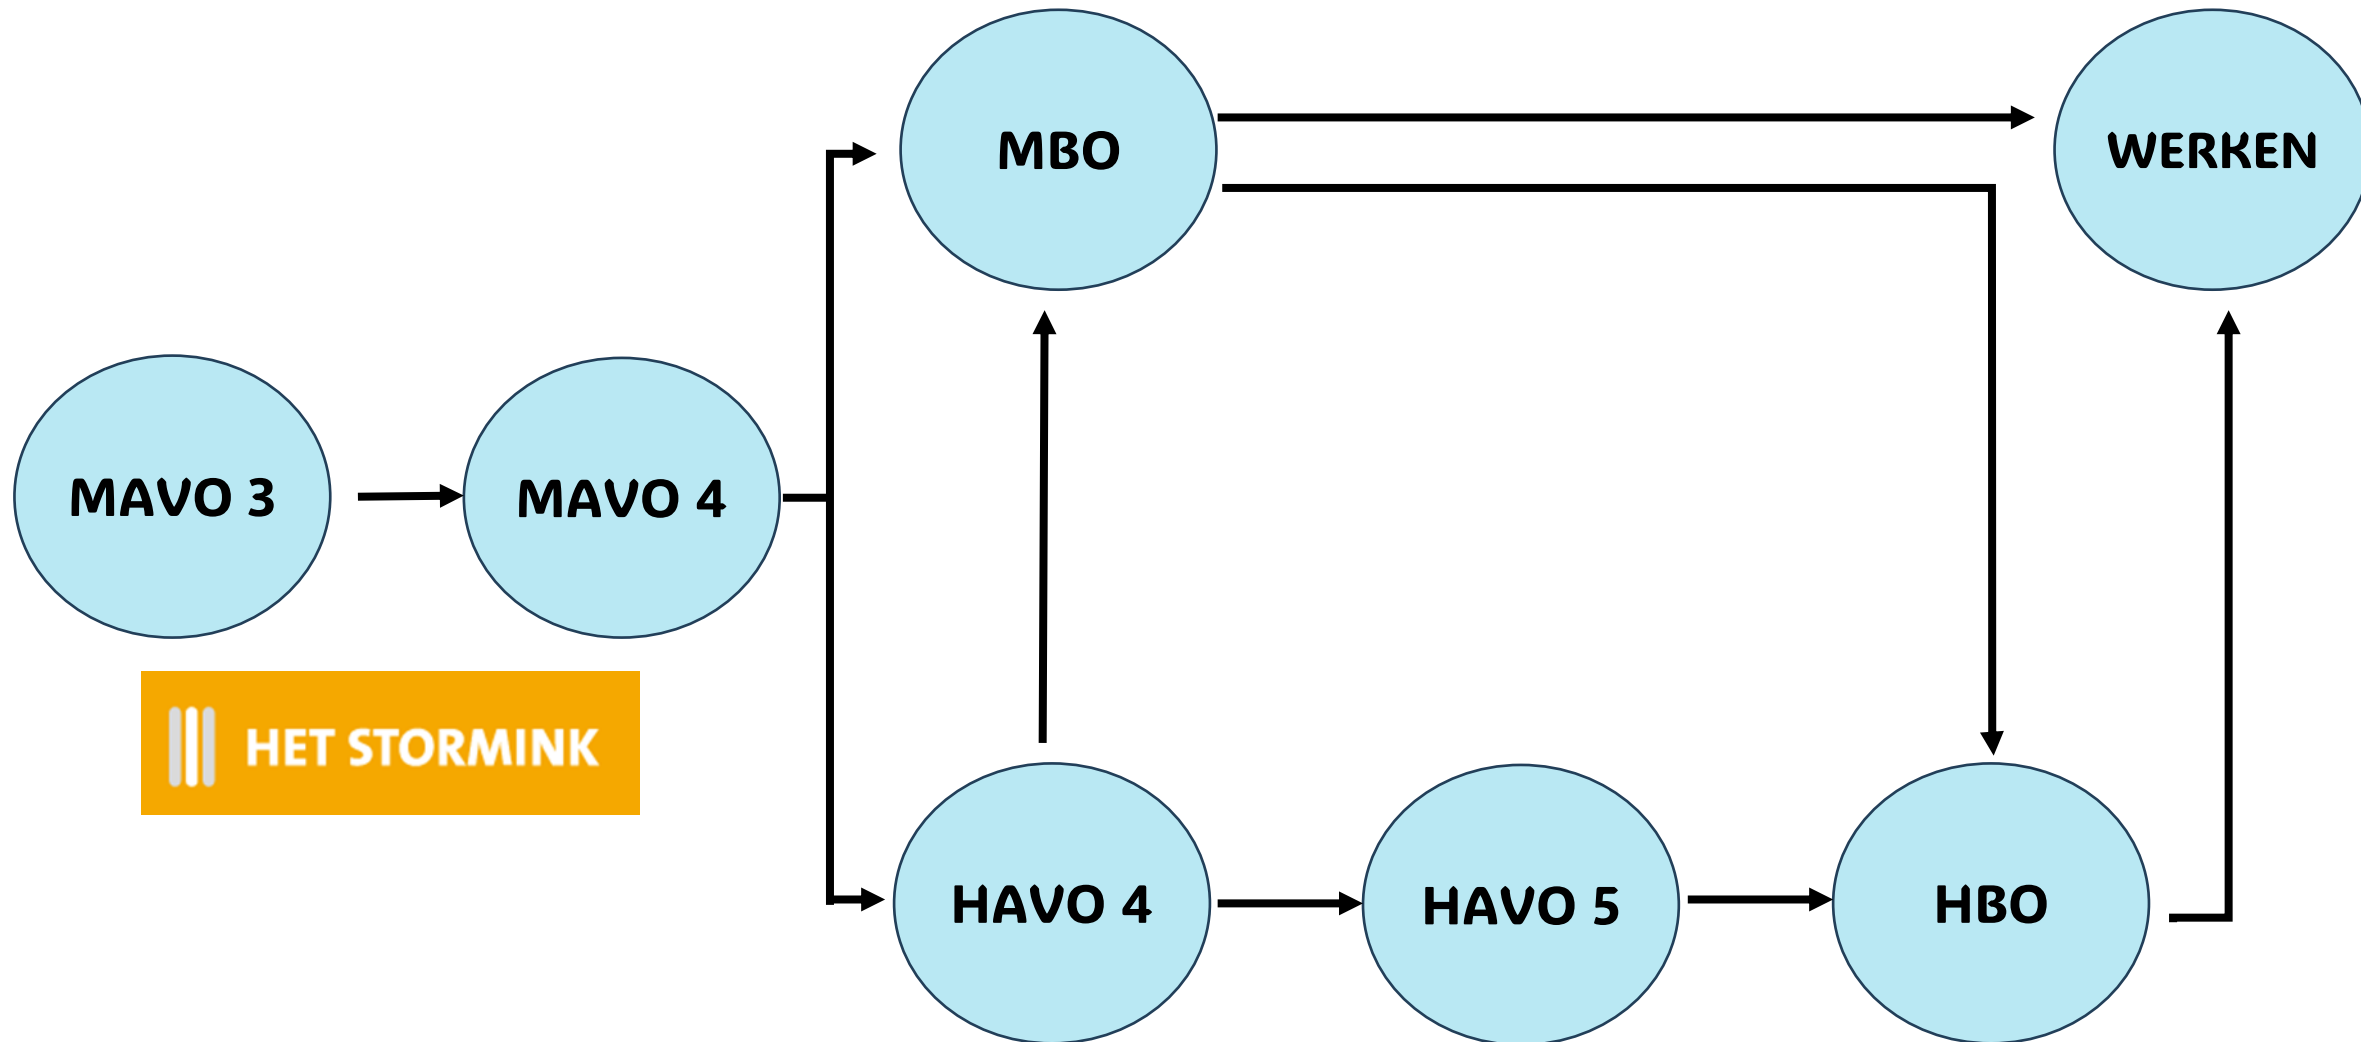 MBO
WERKEN
MAVO 3
MAVO 4
HET STORMINK
HAVO 4
HAVO 5
HBO